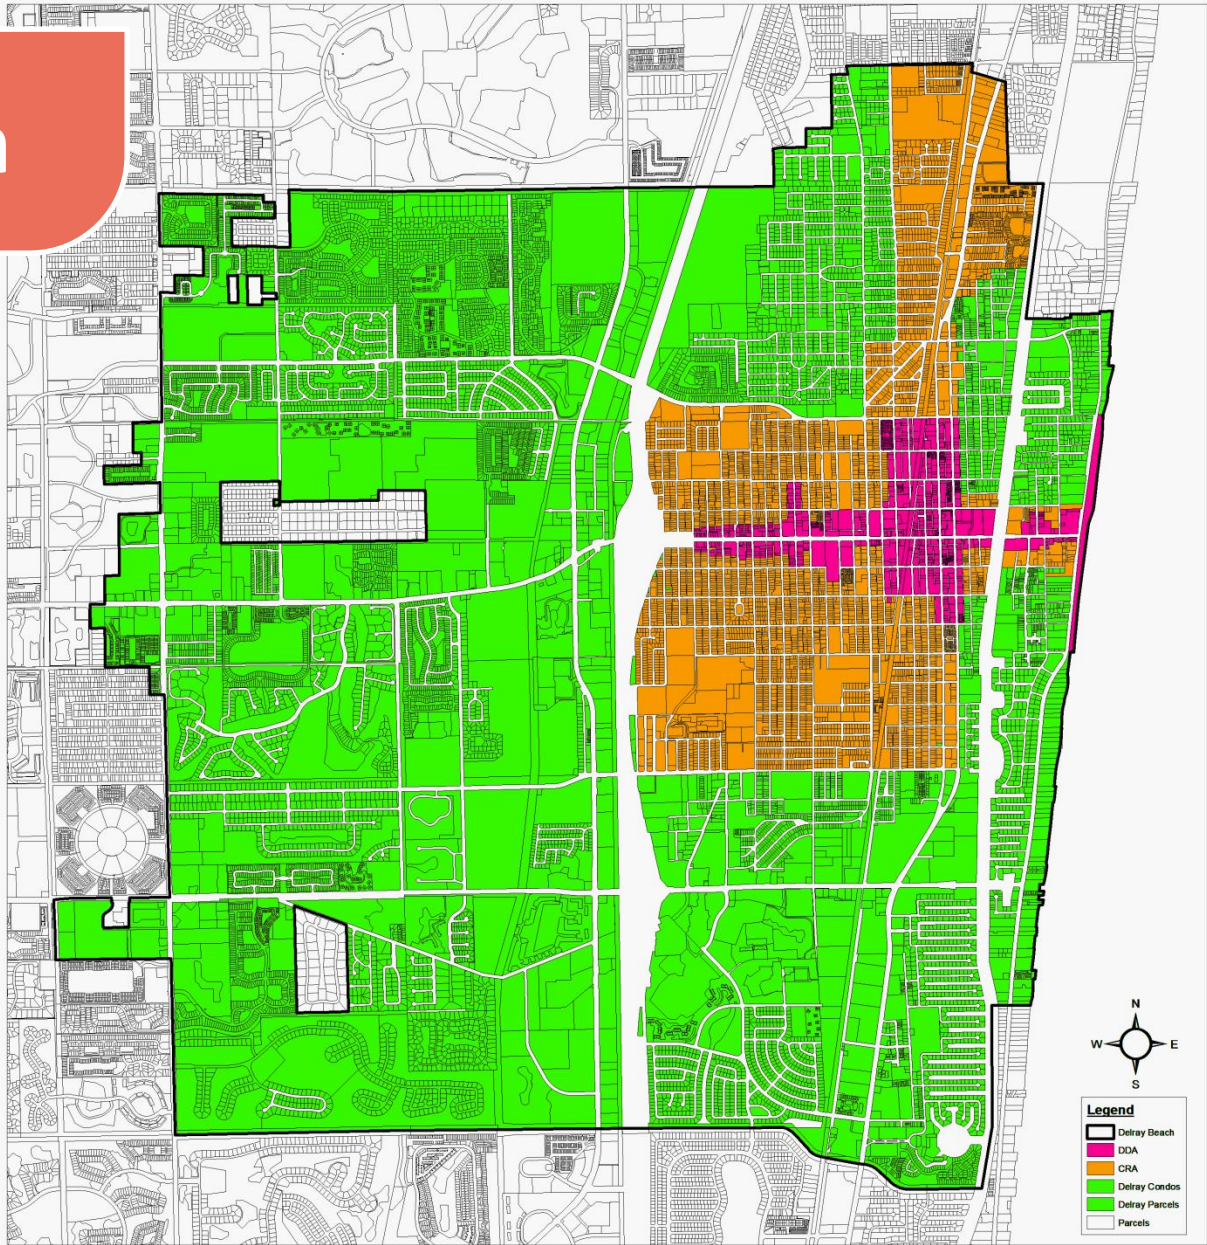 n
N
W E
S
Legend
Delray Beach
DDA
CRA
Delray Condos
Delray Parcels
Parcels